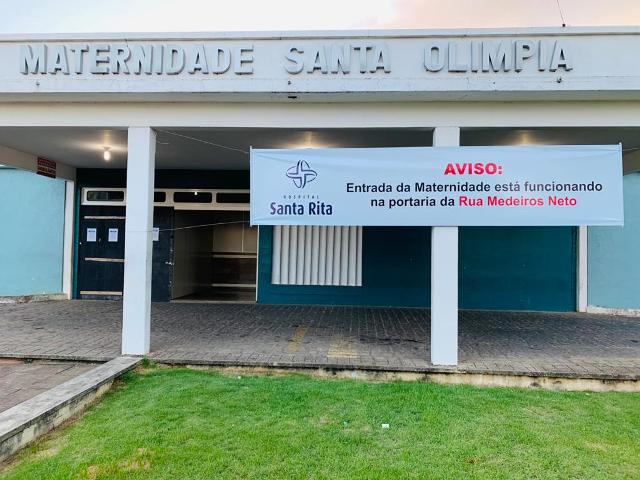 MATERNIDADE SANTA OLIMPIA
AVISO:
Entrada da Maternidade está funcionando
na portaria da Rua Medeiros Neto
HOSPITAL
Santa Rita